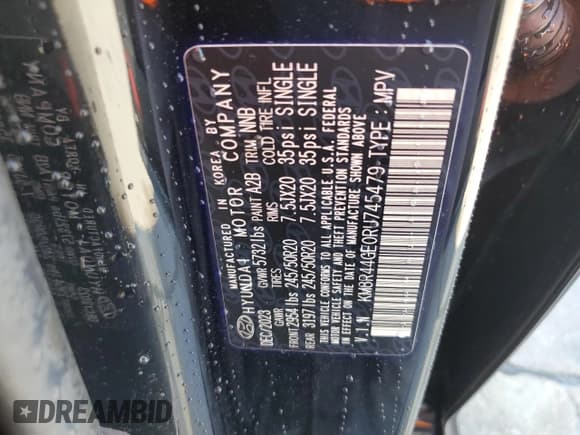 MANUFACTURED IN KOREA. BY
HYUNDAI MOTOR COMPANY
DEC/2023 GVWR 5732 lbs PAINT A2B TRIM NNB
GAWR TIRES RIMS COLD TIRE INFL
FRONT 2954 lbs 245/50R20 7.5JX20 35psi SINGLE
REAR 3197 lbs 245/50R20 7.5JX20 35psi SINGLE
THIS VEHICLE CONFORMS TO ALL APPLICABLE U.S.A. FEDERAL
MOTOR VEHICLE SAFETY AND THEFT PREVENTION STANDARDS
IN EFFECT ON THE DATE OF MANUFACTURE SHOWN ABOVE
V.I.N : KM8R44GE0RU745479 TYPE : MPV
DREAMBID